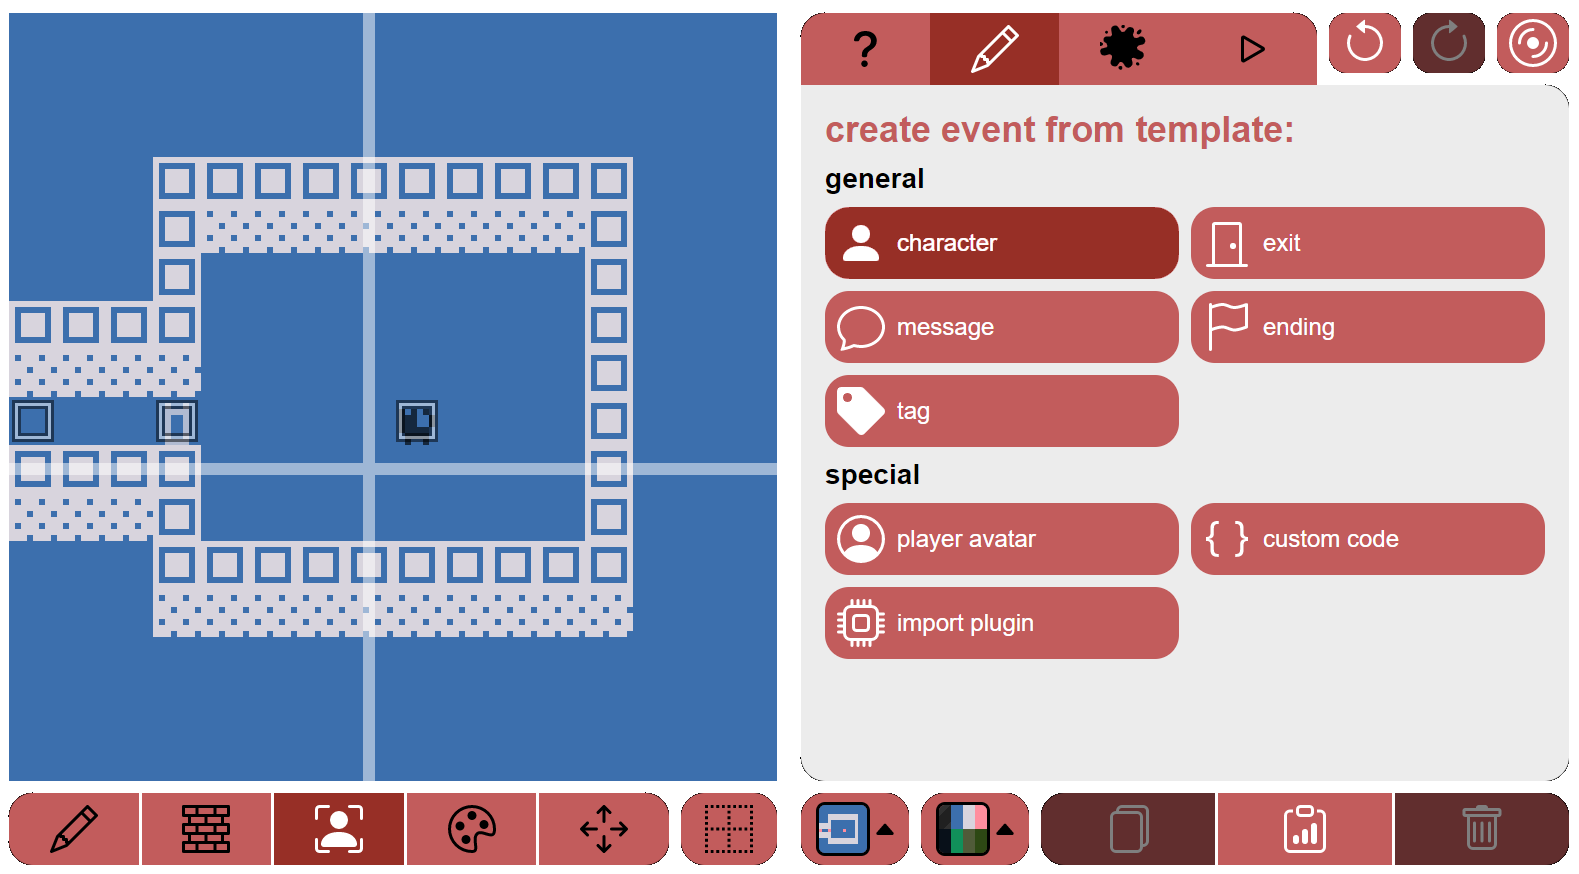 ?
create event from template:
general
character
exit
message
ending
tag
special
player avatar
{ } custom code
import plugin